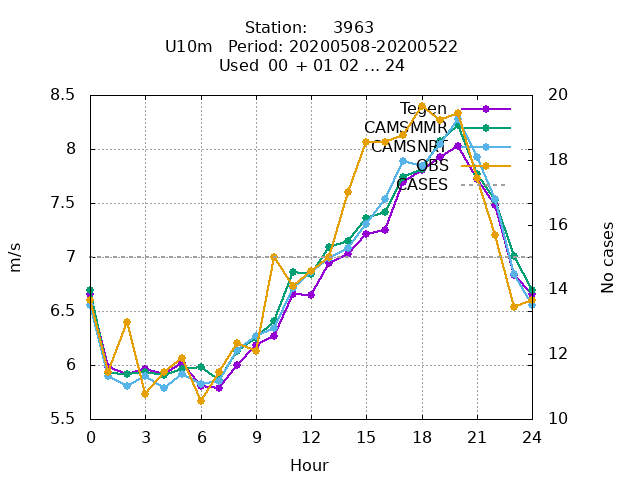 Station: 3963
U10m Period: 20200508-20200522
Used 00 + 01 02 ... 24
8.5
8
7.5
7
6.5
6
5.5
20
18
16
14
12
10
Tegen
CAMSMMR
CAMSNRT
OBS
CASES
m/s
No cases
0 3 6 9 12 15 18 21 24
Hour